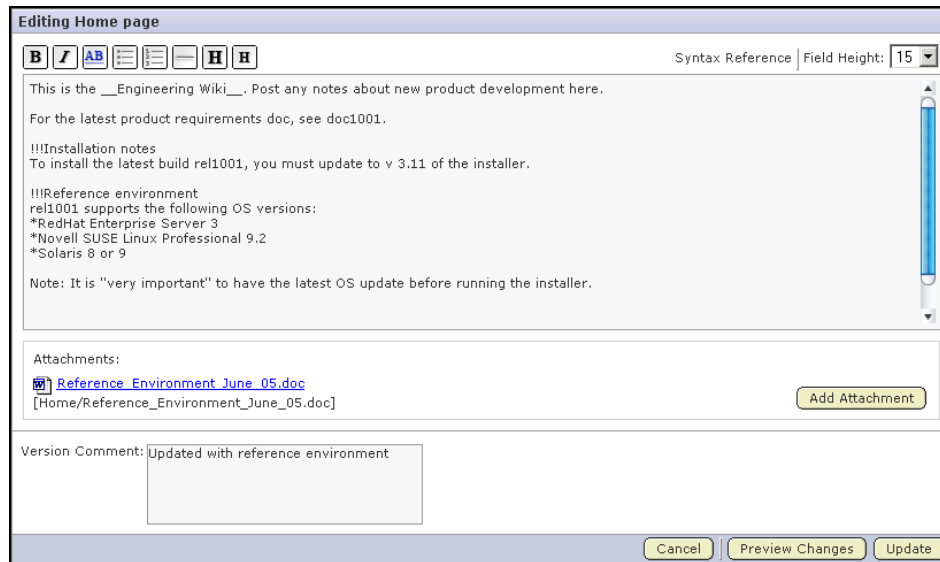 Editing Home page
B I AB H H Syntax Reference Field Height: 15
This is the __Engineering Wiki__. Post any notes about new product development here.
For the latest product requirements doc, see doc1001.
!!!Installation notes
To install the latest build rel1001, you must update to v 3.11 of the installer.
!!!Reference environment
rel1001 supports the following OS versions:
*RedHat Enterprise Server 3
*Novell SUSE Linux Professional 9.2
*Solaris 8 or 9
Note: It is "very important" to have the latest OS update before running the installer.
Attachments:
Reference_Environment_June_05.doc
[Home/Reference_Environment_June_05.doc]
Add Attachment
Version Comment: Updated with reference environment
Cancel Preview Changes Update